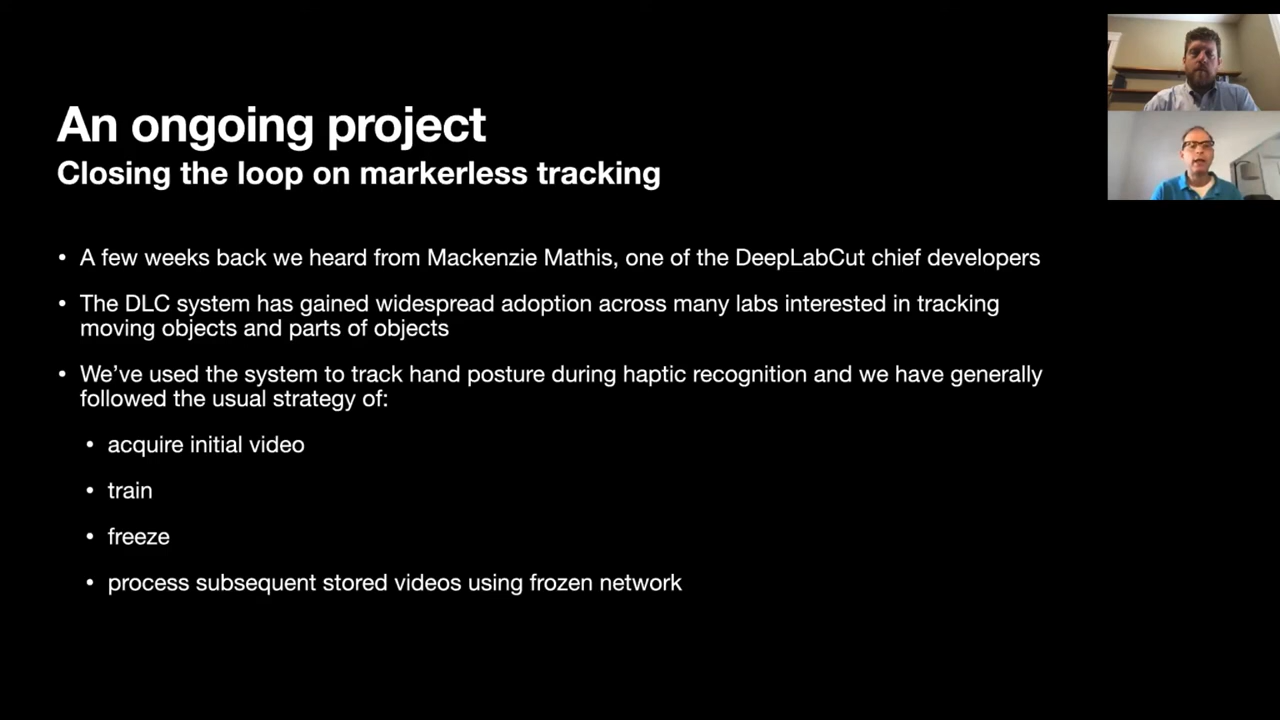 An ongoing project
Closing the loop on markerless tracking
• A few weeks back we heard from Mackenzie Mathis, one of the DeepLabCut chief developers
• The DLC system has gained widespread adoption across many labs interested in tracking
moving objects and parts of objects
• We’ve used the system to track hand posture during haptic recognition and we have generally
followed the usual strategy of:
• acquire initial video
• train
• freeze
• process subsequent stored videos using frozen network